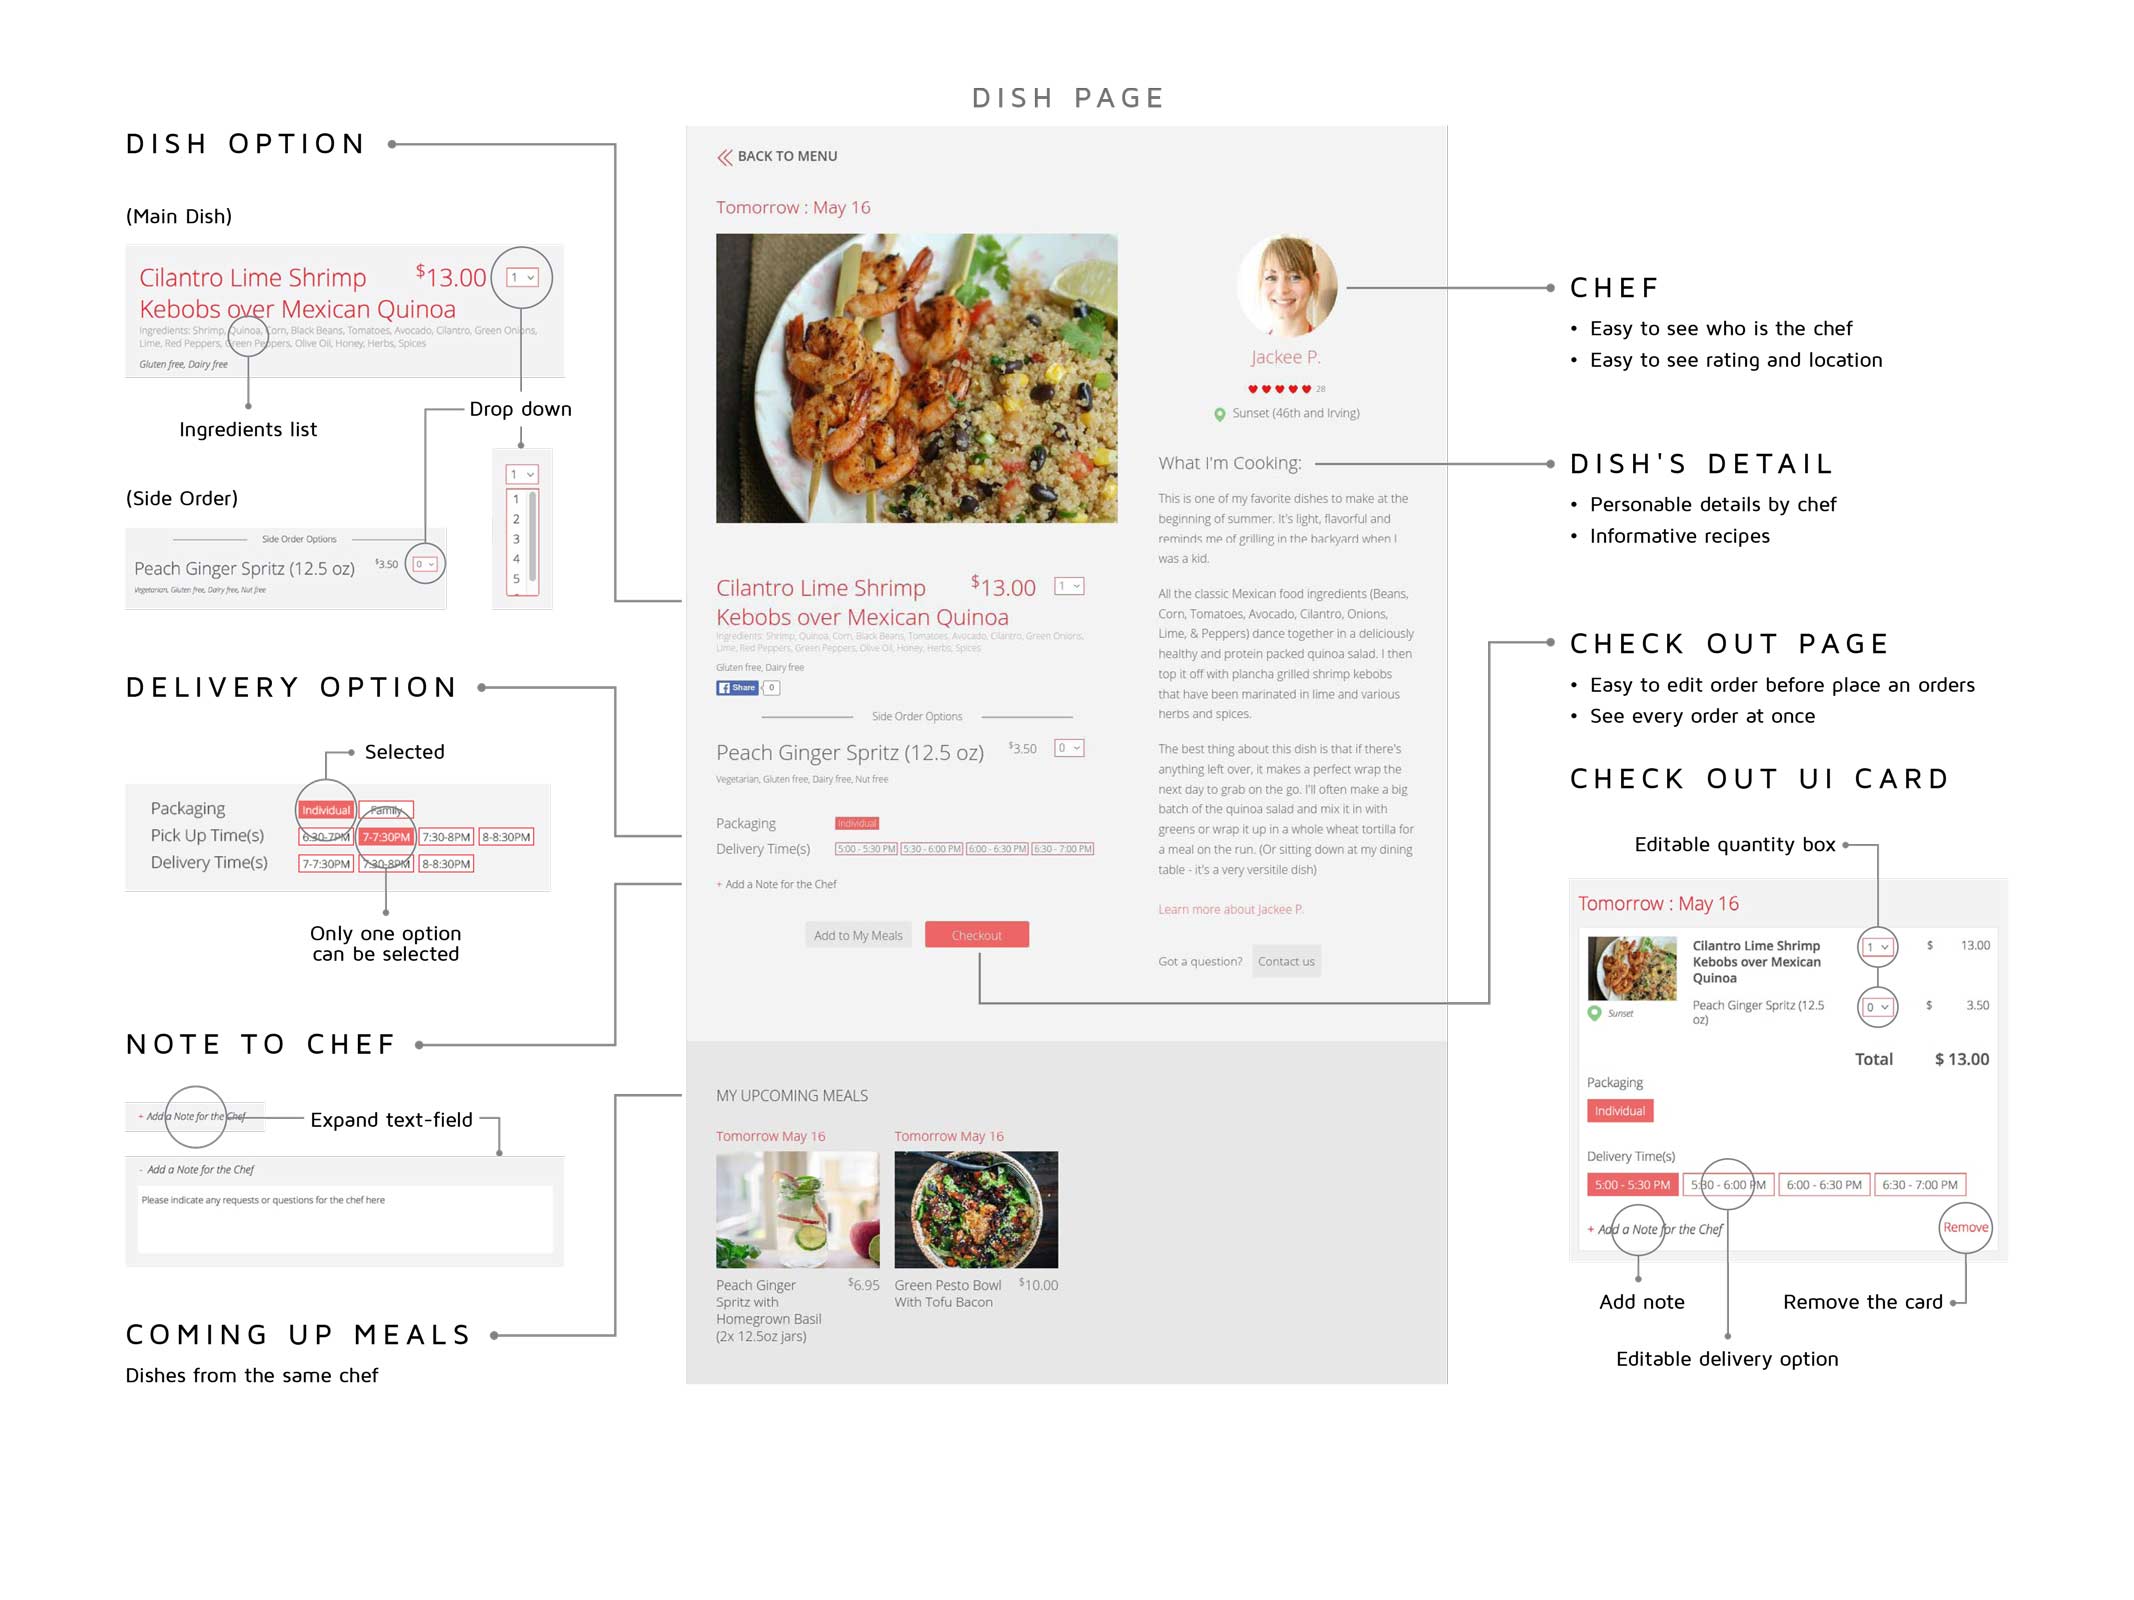 DISH PAGE
DISH OPTION
(Main Dish)
Cilantro Lime Shrimp $13.00 1
Kebobs over Mexican Quinoa
Ingredients: Shrimp, Quinoa, Corn, Black Beans, Tomatoes, Avocado, Cilantro, Green Onions,
Lime, Red Peppers, Green Peppers, Olive Oil, Honey, Herbs, Spices
Gluten free, Dairy free
Ingredients list
Drop down
1
1
2
3
4
5
(Side Order)
Side Order Options
Peach Ginger Spritz (12.5 oz) $3.50 0
Vegetarian, Gluten free, Dairy free, Nut free
DELIVERY OPTION
Selected
Packaging Individual Family
Pick Up Time(s) 6:30-7PM 7-7:30PM 7:30-8PM 8-8:30PM
Delivery Time(s) 7-7:30PM 7:30-8PM 8-8:30PM
Only one option
can be selected
NOTE TO CHEF
+ Add a Note for the Chef
Expand text-field
- Add a Note for the Chef
Please indicate any requests or questions for the chef here
COMING UP MEALS
Dishes from the same chef
BACK TO MENU
Tomorrow : May 16
Cilantro Lime Shrimp $13.00 1
Kebobs over Mexican Quinoa
Ingredients: Shrimp, Quinoa, Corn, Black Beans, Tomatoes, Avocado, Cilantro, Green Onions,
Lime, Red Peppers, Green Peppers, Olive Oil, Honey, Herbs, Spices
Gluten free, Dairy free
f Share 0
Side Order Options
Peach Ginger Spritz (12.5 oz) $3.50 0
Vegetarian, Gluten free, Dairy free, Nut free
Packaging Individual
Delivery Time(s) 5:00 - 5:30 PM 5:30 - 6:00 PM 6:00 - 6:30 PM 6:30 - 7:00 PM
+ Add a Note for the Chef
Add to My Meals Checkout
Jackee P.
28
Sunset (46th and Irving)
What I'm Cooking:
This is one of my favorite dishes to make at the
beginning of summer. It's light, flavorful and
reminds me of grilling in the backyard when I
was a kid.
All the classic Mexican food ingredients (Beans,
Corn, Tomatoes, Avocado, Cilantro, Onions,
Lime, & Peppers) dance together in a deliciously
healthy and protein packed quinoa salad. I then
top it off with plancha grilled shrimp kebobs
that have been marinated in lime and various
herbs and spices.
The best thing about this dish is that if there's
anything left over, it makes a perfect wrap the
next day to grab on the go. I'll often make a big
batch of the quinoa salad and mix it in with
greens or wrap it up in a whole wheat tortilla for
a meal on the run. (Or sitting down at my dining
table - it's a very versitile dish)
Learn more about Jackee P.
Got a question? Contact us
MY UPCOMING MEALS
Tomorrow May 16
Peach Ginger $6.95
Spritz with
Homegrown Basil
(2x 12.5oz jars)
Tomorrow May 16
Green Pesto Bowl $10.00
With Tofu Bacon
CHEF
• Easy to see who is the chef
• Easy to see rating and location
DISH'S DETAIL
• Personable details by chef
• Informative recipes
CHECK OUT PAGE
• Easy to edit order before place an orders
• See every order at once
CHECK OUT UI CARD
Editable quantity box
Tomorrow : May 16
Cilantro Lime Shrimp 1 $ 13.00
Kebobs over Mexican
Quinoa
Sunset
Peach Ginger Spritz (12.5 0 $ 3.50
oz)
Total $ 13.00
Packaging
Individual
Delivery Time(s)
5:00 - 5:30 PM 5:30 - 6:00 PM 6:00 - 6:30 PM 6:30 - 7:00 PM
+ Add a Note for the Chef Remove
Add note
Remove the card
Editable delivery option